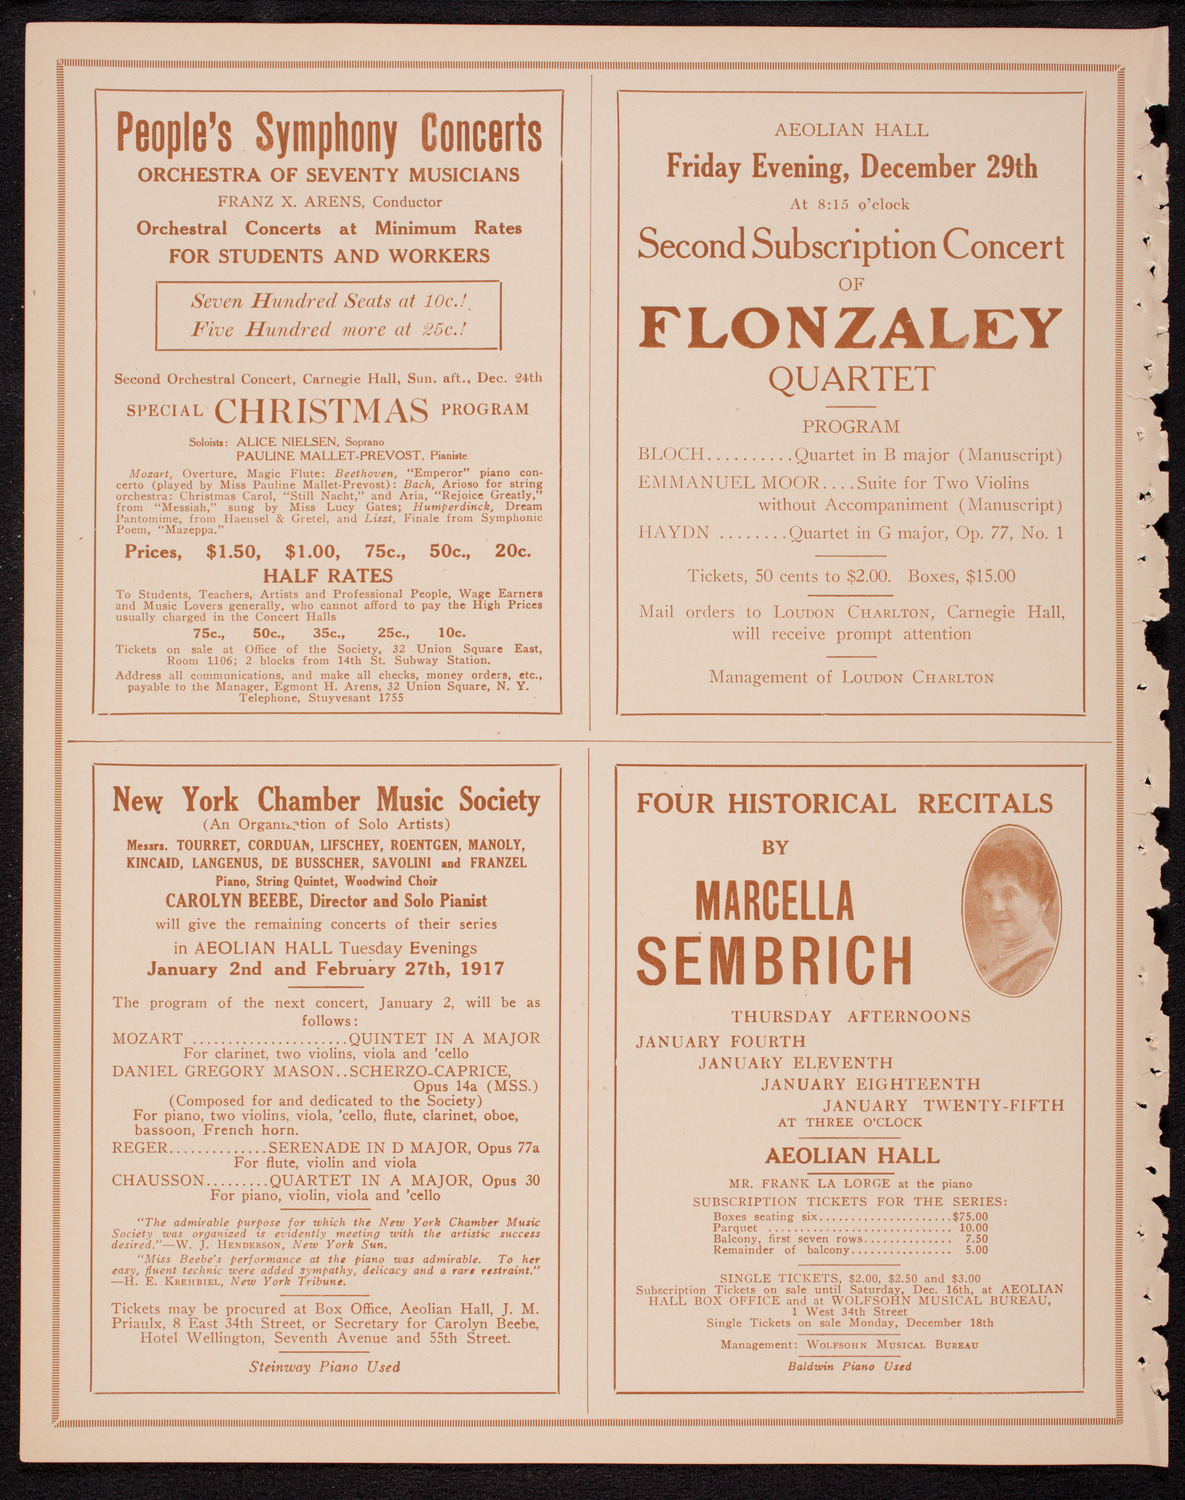 People's Symphony Concerts
ORCHESTRA OF SEVENTY MUSICIANS
FRANZ X. ARENS, Conductor
Orchestral Concerts at Minimum Rates
FOR STUDENTS AND WORKERS
Seven Hundred Seats at 10c.!
Five Hundred more at 25c.!
Second Orchestral Concert, Carnegie Hall, Sun. aft., Dec. 24th
SPECIAL CHRISTMAS PROGRAM
Soloists: ALICE NIELSEN, Soprano
PAULINE MALLET-PREVOST, Pianiste
Mozart, Overture, Magic Flute: Beethoven, "Emperor" piano con-
certo (played by Miss Pauline Mallet-Prevost): Bach, Arioso for string
orchestra: Christmas Carol, "Still Nacht," and Aria, "Rejoice Greatly,"
from "Messiah," sung by Miss Lucy Gates; Humperdinck, Dream
Pantomime, from Haensel & Gretel, and Liszt, Finale from Symphonic
Poem, "Mazeppa."
Prices, $1.50, $1.00, 75c., 50c., 20c.
HALF RATES
To Students, Teachers, Artists and Professional People, Wage Earners
and Music Lovers generally, who cannot afford to pay the High Prices
usually charged in the Concert Halls
75c., 50c., 35c., 25c., 10c.
Tickets on sale at Office of the Society, 32 Union Square East,
Room 1106; 2 blocks from 14th St. Subway Station.
Address all communications, and make all checks, money orders, etc.,
payable to the Manager, Egmont H. Arens, 32 Union Square, N. Y.
Telephone, Stuyvesant 1755
AEOLIAN HALL
Friday Evening, December 29th
At 8:15 o'clock
Second Subscription Concert
OF
FLONZALEY
QUARTET
PROGRAM
BLOCH..........Quartet in B major (Manuscript)
EMMANUEL MOOR....Suite for Two Violins
without Accompaniment (Manuscript)
HAYDN ........Quartet in G major, Op. 77, No. 1
Tickets, 50 cents to $2.00. Boxes, $15.00
Mail orders to LOUDON CHARLTON, Carnegie Hall,
will receive prompt attention
Management of LOUDON CHARLTON
New York Chamber Music Society
(An Organization of Solo Artists)
Messrs. TOURRET, CORDUAN, LIFSCHEY, ROENTGEN, MANOLY,
KINCAID, LANGENUS, DE BUSSCHER, SAVOLINI and FRANZEL
Piano, String Quintet, Woodwind Choir
CAROLYN BEEBE, Director and Solo Pianist
will give the remaining concerts of their series
in AEOLIAN HALL Tuesday Evenings
January 2nd and February 27th, 1917
The program of the next concert, January 2, will be as
follows:
MOZART ......................QUINTET IN A MAJOR
For clarinet, two violins, viola and 'cello
DANIEL GREGORY MASON..SCHERZO-CAPRICE,
Opus 14a (MSS.)
(Composed for and dedicated to the Society)
For piano, two violins, viola, 'cello, flute, clarinet, oboe,
bassoon, French horn.
REGER..............SERENADE IN D MAJOR, Opus 77a
For flute, violin and viola
CHAUSSON.........QUARTET IN A MAJOR, Opus 30
For piano, violin, viola and 'cello
"The admirable purpose for which the New York Chamber Music
Society was organized is evidently meeting with the artistic success
desired."—W. J. HENDERSON, New York Sun.
"Miss Beebe's performance at the piano was admirable. To her
easy, fluent technic were added sympathy, delicacy and a rare restraint."
—H. E. KREHBIEL, New York Tribune.
Tickets may be procured at Box Office, Aeolian Hall, J. M.
Priaulx, 8 East 34th Street, or Secretary for Carolyn Beebe,
Hotel Wellington, Seventh Avenue and 55th Street.
Steinway Piano Used
FOUR HISTORICAL RECITALS
BY
MARCELLA
SEMBRICH
THURSDAY AFTERNOONS
JANUARY FOURTH
JANUARY ELEVENTH
JANUARY EIGHTEENTH
JANUARY TWENTY-FIFTH
AT THREE O'CLOCK
AEOLIAN HALL
MR. FRANK LA FORGE at the piano
SUBSCRIPTION TICKETS FOR THE SERIES:
Boxes seating six....................$75.00
Parquet ............................ 10.00
Balcony, first seven rows.............. 7.50
Remainder of balcony................ 5.00
SINGLE TICKETS, $2.00, $2.50 and $3.00
Subscription Tickets on sale until Saturday, Dec. 16th, at AEOLIAN
HALL BOX OFFICE and at WOLFSOHN MUSICAL BUREAU,
1 West 34th Street
Single Tickets on sale Monday, December 18th
Management: WOLFSOHN MUSICAL BUREAU
Baldwin Piano Used